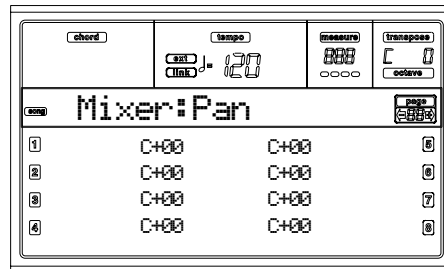 chord tempo measure transpose
ext ♩= 120 888 C 0
link octave
song Mixer:Pan page
88
1 C+00 C+00 5
2 C+00 C+00 6
3 C+00 C+00 7
4 C+00 C+00 8